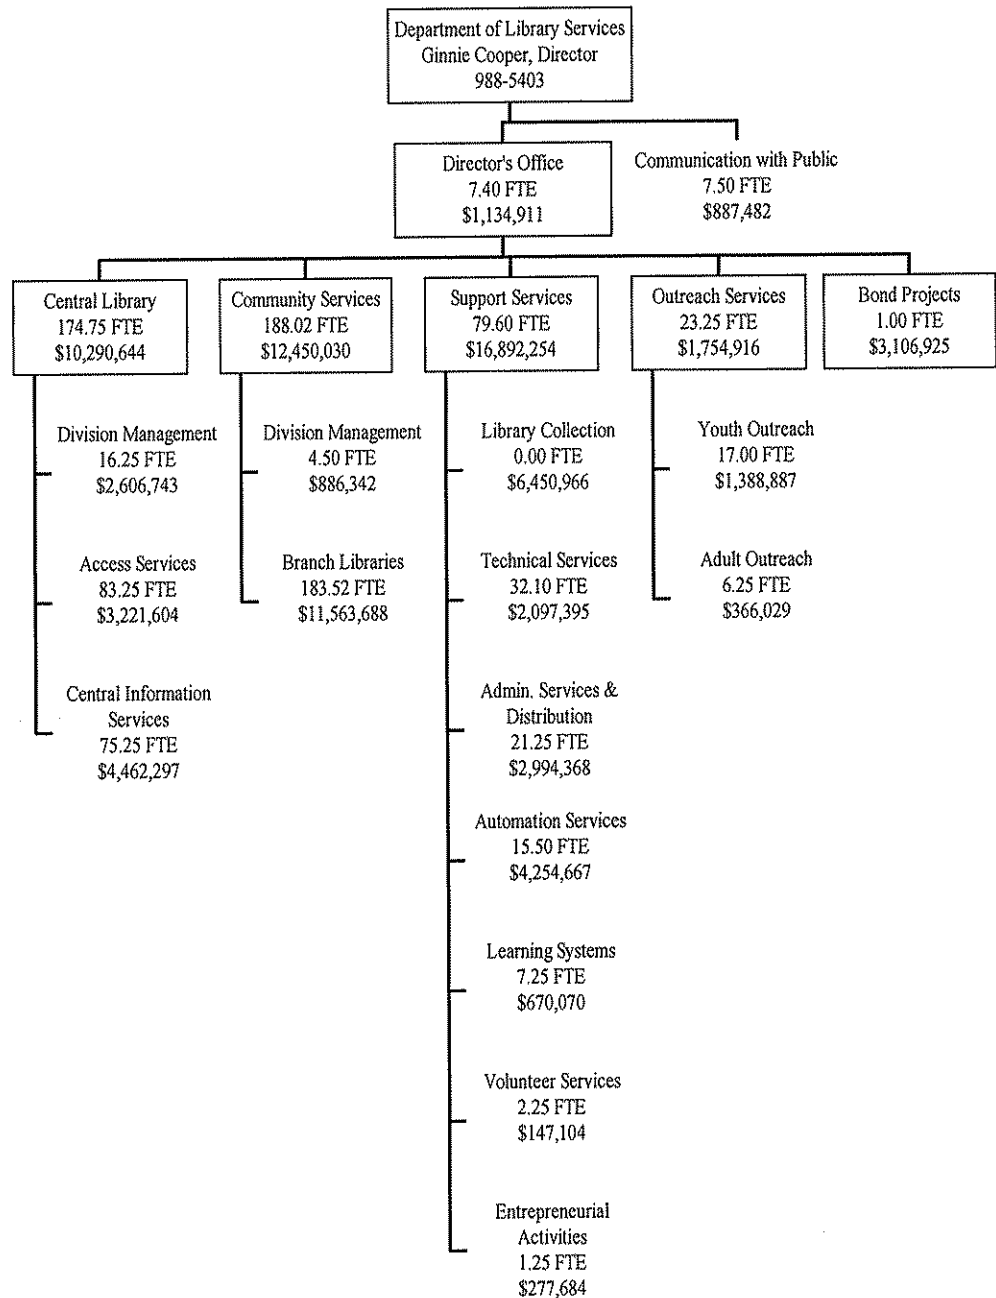 Department of Library Services
Ginnie Cooper, Director
988-5403
Director's Office
7.40 FTE
$1,134,911
Communication with Public
7.50 FTE
$887,482
Central Library
174.75 FTE
$10,290,644
Community Services
188.02 FTE
$12,450,030
Support Services
79.60 FTE
$16,892,254
Outreach Services
23.25 FTE
$1,754,916
Bond Projects
1.00 FTE
$3,106,925
Division Management
16.25 FTE
$2,606,743
Access Services
83.25 FTE
$3,221,604
Central Information
Services
75.25 FTE
$4,462,297
Division Management
4.50 FTE
$886,342
Branch Libraries
183.52 FTE
$11,563,688
Library Collection
0.00 FTE
$6,450,966
Technical Services
32.10 FTE
$2,097,395
Admin. Services &
Distribution
21.25 FTE
$2,994,368
Automation Services
15.50 FTE
$4,254,667
Learning Systems
7.25 FTE
$670,070
Volunteer Services
2.25 FTE
$147,104
Entrepreneurial
Activities
1.25 FTE
$277,684
Youth Outreach
17.00 FTE
$1,388,887
Adult Outreach
6.25 FTE
$366,029